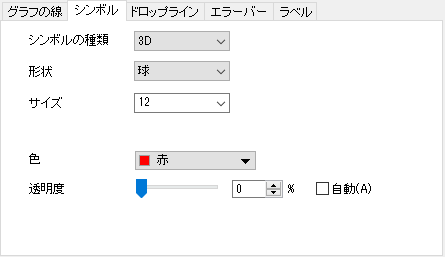 グラフの線 シンボル ドロップライン エラーバー ラベル
シンボルの種類 3D
形状 球
サイズ 12
色 赤
透明度 0 % 自動(A)